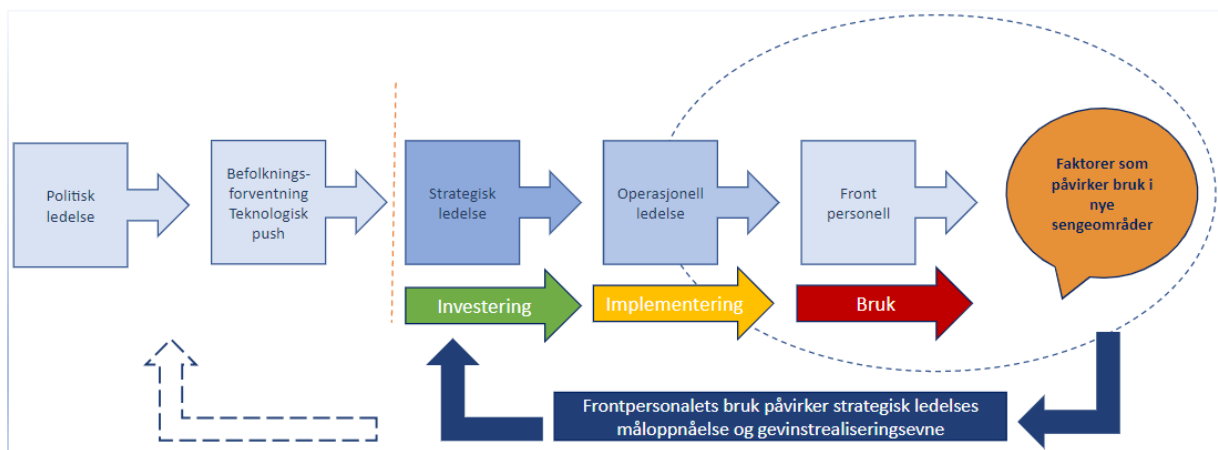 Politisk
ledelse
Befolknings-
forventning
Teknologisk
push
Strategisk
ledelse
Operasjonell
ledelse
Front
personell
Faktorer som
påvirker bruk i
nye
sengeområder
Investering
Implementering
Bruk
Frontpersonalets bruk påvirker strategisk ledelses
måloppnåelse og gevinstrealiseringsevne